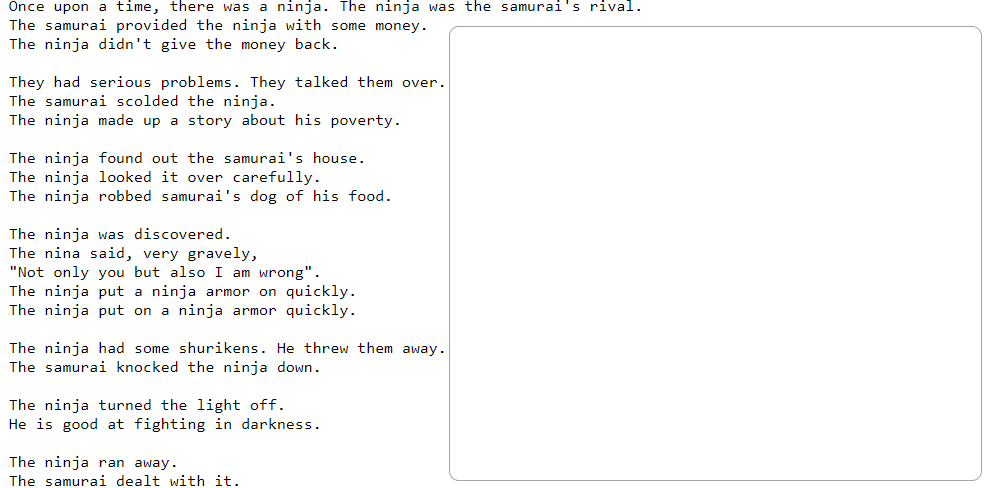 Once upon a time, there was a ninja. The ninja was the samurai's rival.
The samurai provided the ninja with some money.
The ninja didn't give the money back.
They had serious problems. They talked them over.
The samurai scolded the ninja.
The ninja made up a story about his poverty.
The ninja found out the samurai's house.
The ninja looked it over carefully.
The ninja robbed samurai's dog of his food.
The ninja was discovered.
The nina said, very gravely,
"Not only you but also I am wrong".
The ninja put a ninja armor on quickly.
The ninja put on a ninja armor quickly.
The ninja had some shurikens. He threw them away.
The samurai knocked the ninja down.
The ninja turned the light off.
He is good at fighting in darkness.
The ninja ran away.
The samurai dealt with it.